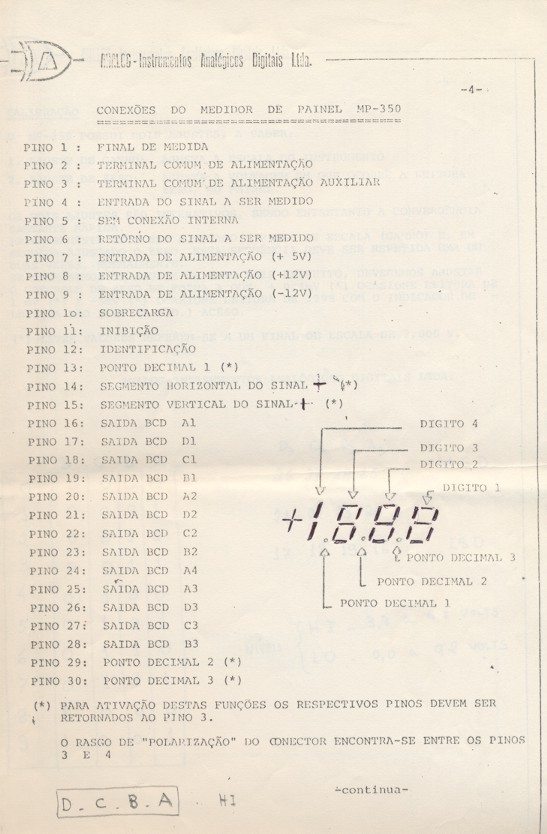 ANALOG - Instrumentos Analógicos Digitais Ltda.
-4-
CONEXÕES DO MEDIDOR DE PAINEL MP-350
PINO 1 : FINAL DE MEDIDA
PINO 2 : TERMINAL COMUM DE ALIMENTAÇÃO
PINO 3 : TERMINAL COMUM DE ALIMENTAÇÃO AUXILIAR
PINO 4 : ENTRADA DO SINAL A SER MEDIDO
PINO 5 : SEM CONEXÃO INTERNA
PINO 6 : RETÔRNO DO SINAL A SER MEDIDO
PINO 7 : ENTRADA DE ALIMENTAÇÃO (+ 5V)
PINO 8 : ENTRADA DE ALIMENTAÇÃO (+12V)
PINO 9 : ENTRADA DE ALIMENTAÇÃO (-12V)
PINO 1o: SOBRECARGA
PINO 11: INIBIÇÃO
PINO 12: IDENTIFICAÇÃO
PINO 13: PONTO DECIMAL 1 (*)
PINO 14: SEGMENTO HORIZONTAL DO SINAL + (*)
PINO 15: SEGMENTO VERTICAL DO SINAL + (*)
PINO 16: SAIDA BCD A1
PINO 17: SAIDA BCD D1
PINO 18: SAIDA BCD C1
PINO 19: SAIDA BCD B1
PINO 20: SAIDA BCD A2
PINO 21: SAIDA BCD D2
PINO 22: SAIDA BCD C2
PINO 23: SAIDA BCD B2
PINO 24: SAIDA BCD A4
PINO 25: SAÍDA BCD A3
PINO 26: SAIDA BCD D3
PINO 27: SAIDA BCD C3
PINO 28: SAIDA BCD B3
PINO 29: PONTO DECIMAL 2 (*)
PINO 30: PONTO DECIMAL 3 (*)
DIGITO 4
DIGITO 3
DIGITO 2
DIGITO 1
+1.8.8.8
PONTO DECIMAL 3
PONTO DECIMAL 2
PONTO DECIMAL 1
(*) PARA ATIVAÇÃO DESTAS FUNÇÕES OS RESPECTIVOS PINOS DEVEM SER
RETORNADOS AO PINO 3.
O RASGO DE "POLARIZAÇÃO" DO CONECTOR ENCONTRA-SE ENTRE OS PINOS
3 E 4
-continua-
D.C.B.A HI